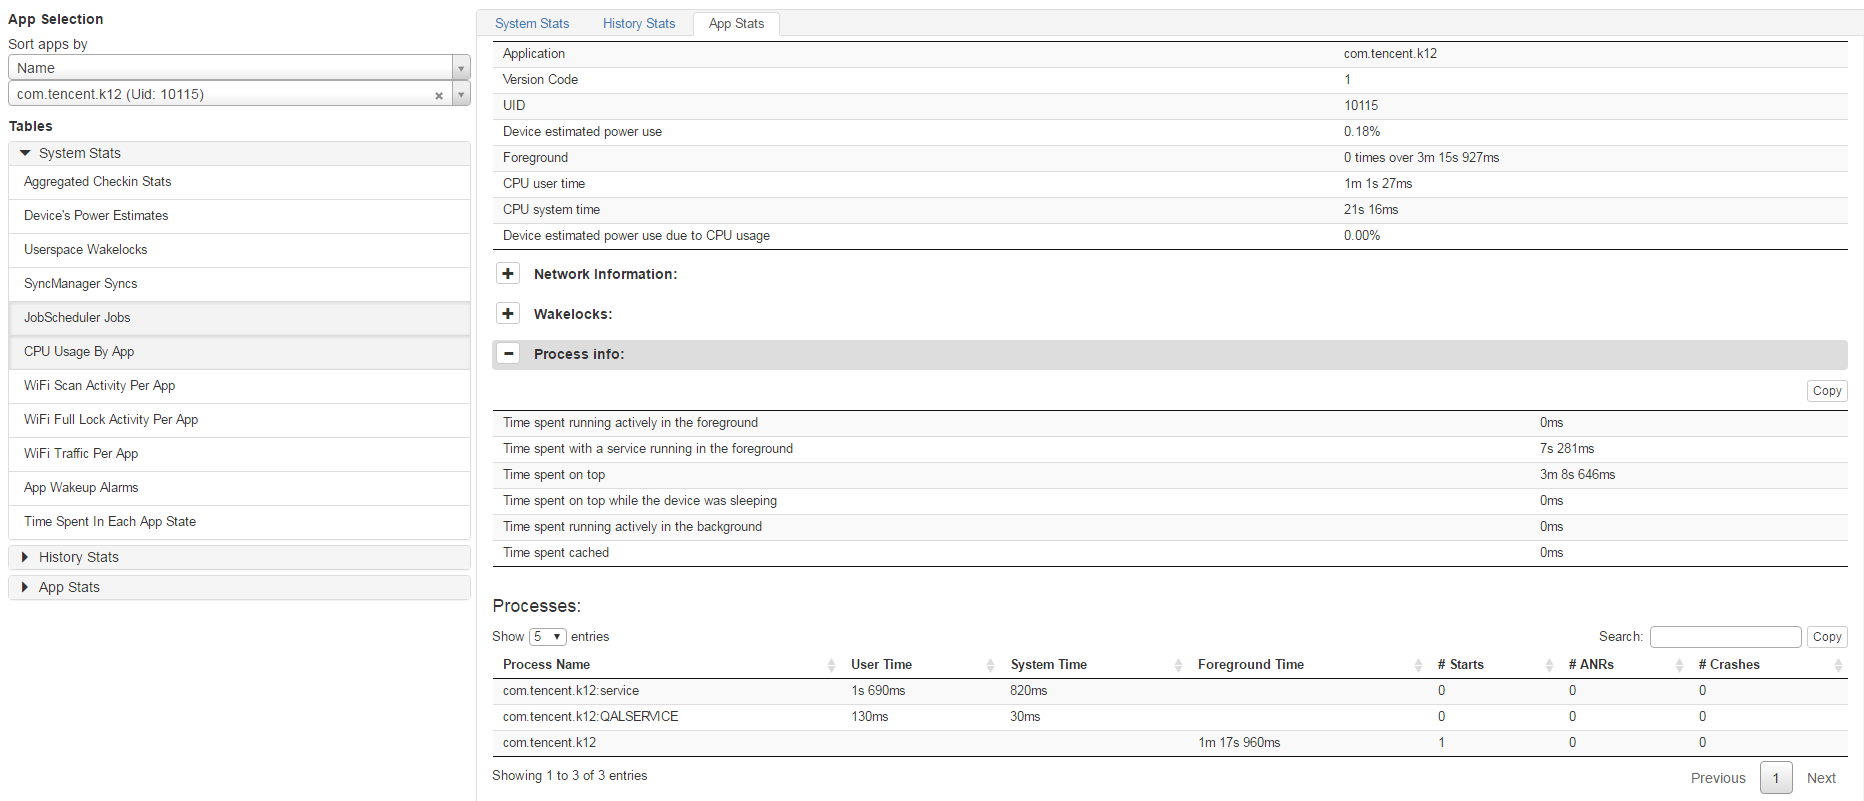 App Selection
Sort apps by
Name
com.tencent.k12 (Uid: 10115) ×
Tables
System Stats
Aggregated Checkin Stats
Device's Power Estimates
Userspace Wakelocks
SyncManager Syncs
JobScheduler Jobs
CPU Usage By App
WiFi Scan Activity Per App
WiFi Full Lock Activity Per App
WiFi Traffic Per App
App Wakeup Alarms
Time Spent In Each App State
History Stats
App Stats
System Stats History Stats App Stats
Application com.tencent.k12
Version Code 1
UID 10115
Device estimated power use 0.18%
Foreground 0 times over 3m 15s 927ms
CPU user time 1m 1s 27ms
CPU system time 21s 16ms
Device estimated power use due to CPU usage 0.00%
Network Information:
Wakelocks:
Process info:
Copy
Time spent running actively in the foreground 0ms
Time spent with a service running in the foreground 7s 281ms
Time spent on top 3m 8s 646ms
Time spent on top while the device was sleeping 0ms
Time spent running actively in the background 0ms
Time spent cached 0ms
Processes:
Show 5 entries Search: Copy
Process Name User Time System Time Foreground Time # Starts # ANRs # Crashes
com.tencent.k12:service 1s 690ms 820ms 0 0 0
com.tencent.k12:QALSERVICE 130ms 30ms 0 0 0
com.tencent.k12 1m 17s 960ms 1 0 0
Showing 1 to 3 of 3 entries
Previous 1 Next